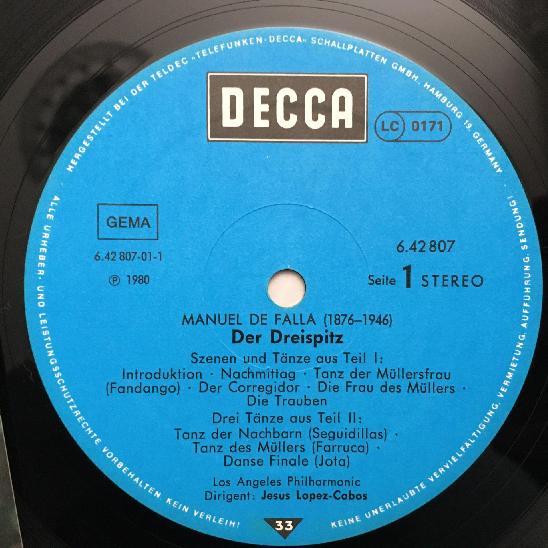 HERGESTELLT BEI DER TELDEC „TELEFUNKEN-DECCA" SCHALLPLATTEN GMBH, HAMBURG 19, GERMANY ·
DECCA
LC 0171
GEMA
6.42 807-01-1
Ⓟ 1980
6.42 807
Seite 1 STEREO
MANUEL DE FALLA (1876–1946)
Der Dreispitz
Szenen und Tänze aus Teil I:
Introduktion · Nachmittag · Tanz der Müllersfrau
(Fandango) · Der Corregidor · Die Frau des Müllers ·
Die Trauben
Drei Tänze aus Teil II:
Tanz der Nachbarn (Seguidillas) ·
Tanz des Müllers (Farruca) ·
Danse Finale (Jota)
Los Angeles Philharmonic
Dirigent: Jesus Lopez-Cobos
33
ALLE URHEBER- UND LEISTUNGSSCHUTZRECHTE VORBEHALTEN KEIN VERLEIH!
KEINE UNERLAUBTE VERVIELFÄLTIGUNG, VERMIETUNG, AUFFÜHRUNG, SENDUNG!